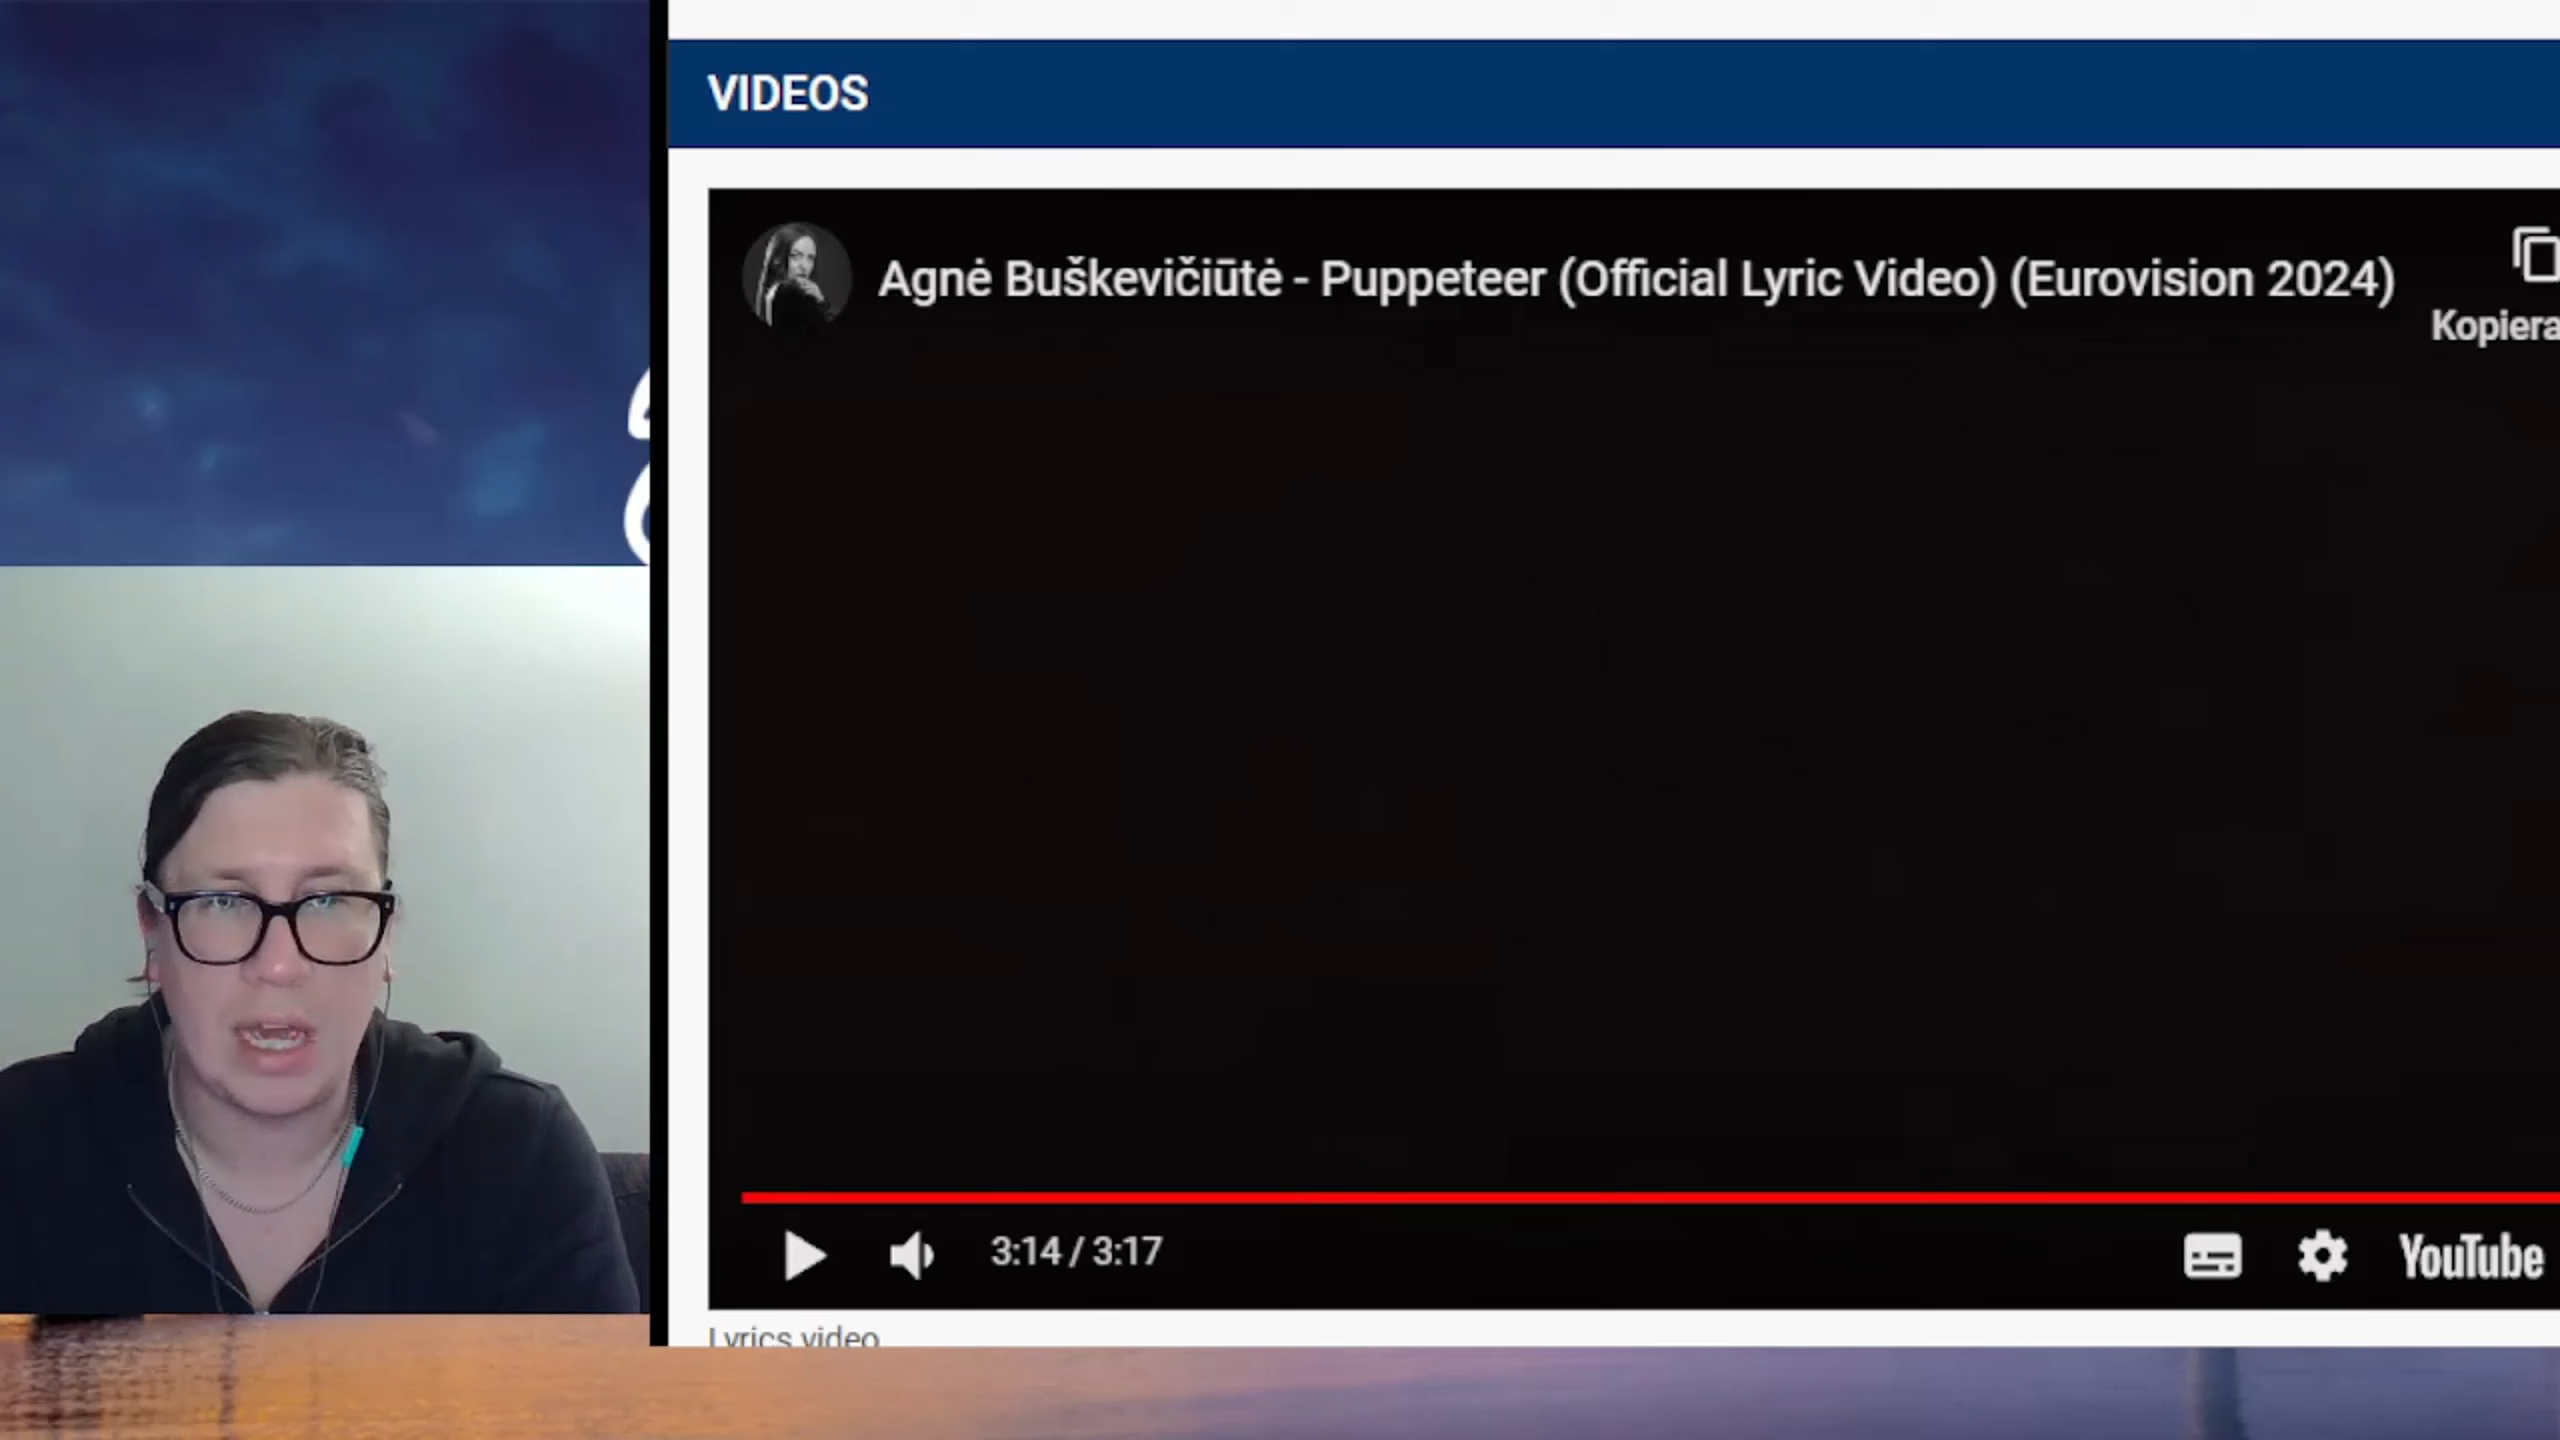 VIDEOS
Agnė Buškevičiūtė - Puppeteer (Official Lyric Video) (Eurovision 2024)
Kopiera
3:14 / 3:17
YouTube
Lyrics video